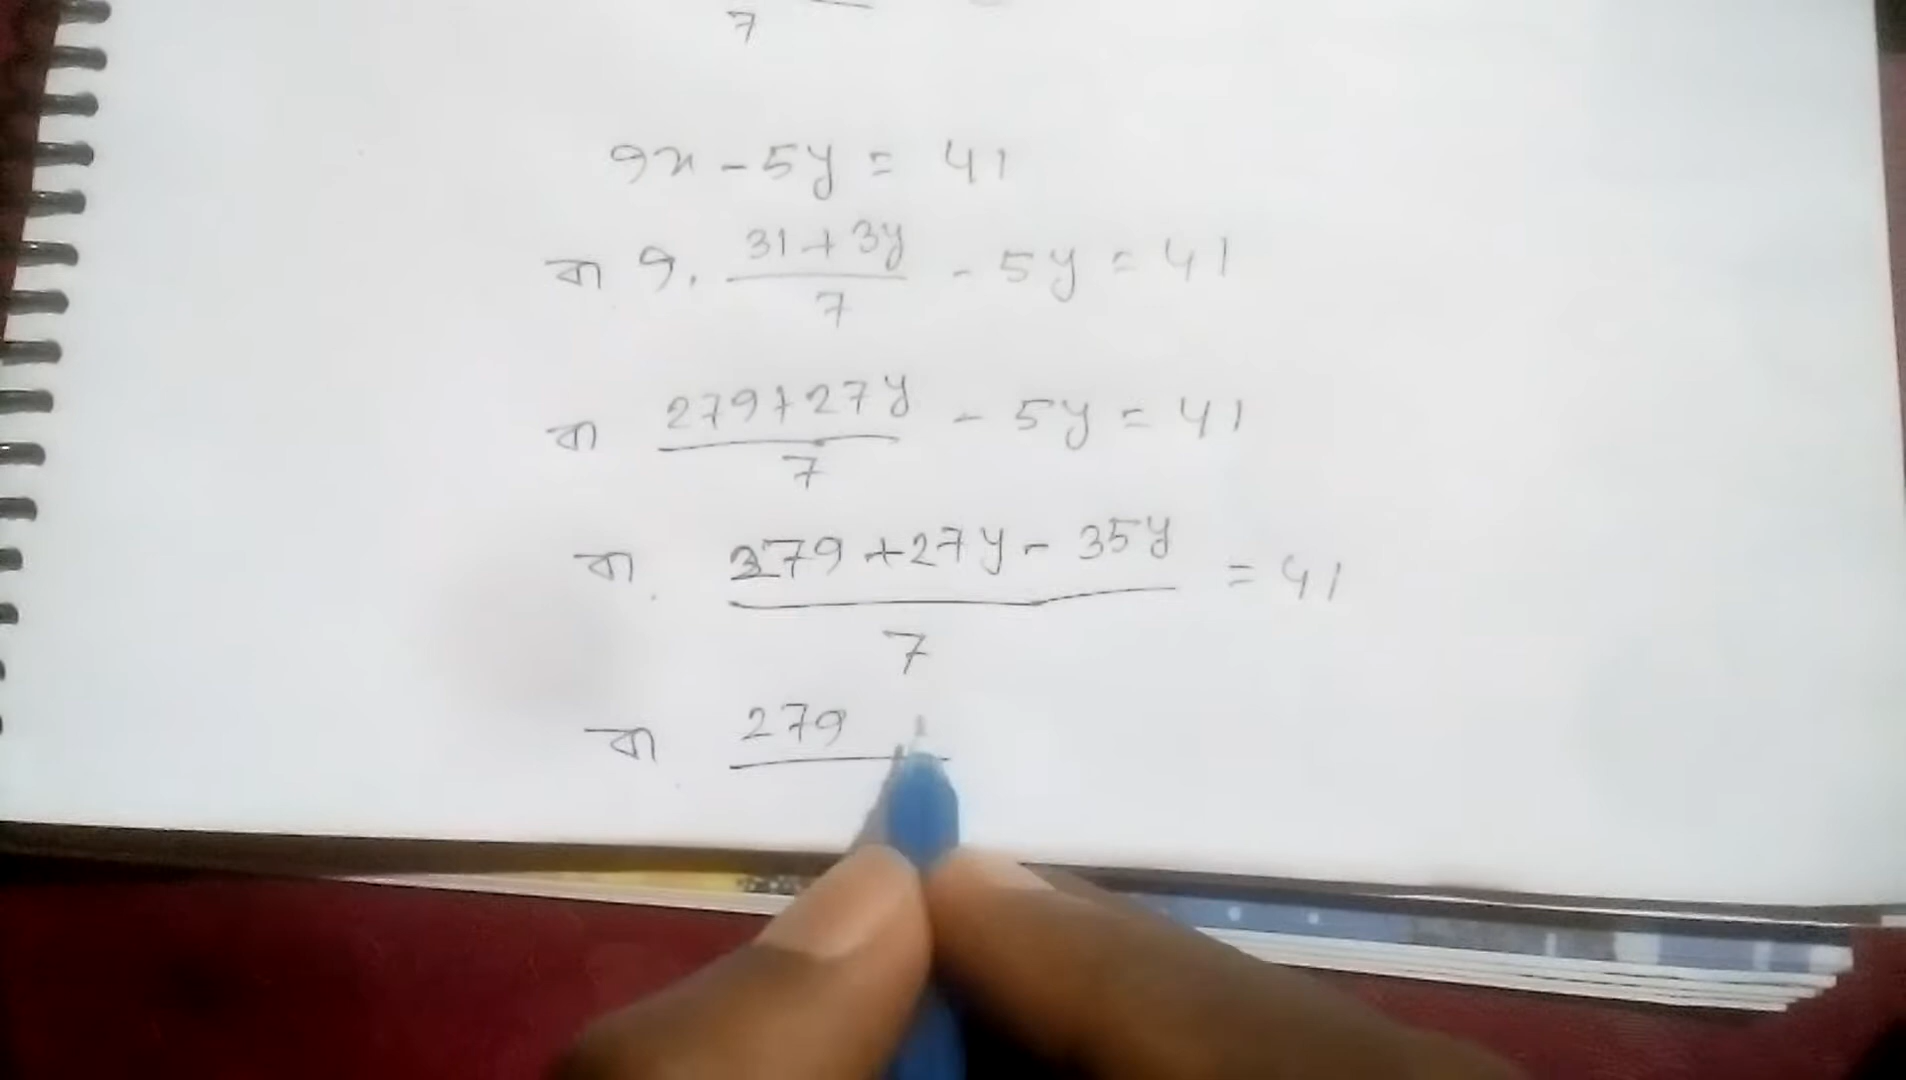 7
9x - 5y = 41
বা 9. 31 + 3y / 7 - 5y = 41
বা 279 + 27y / 7 - 5y = 41
বা. 279 + 27y - 35y / 7 = 41
বা 279